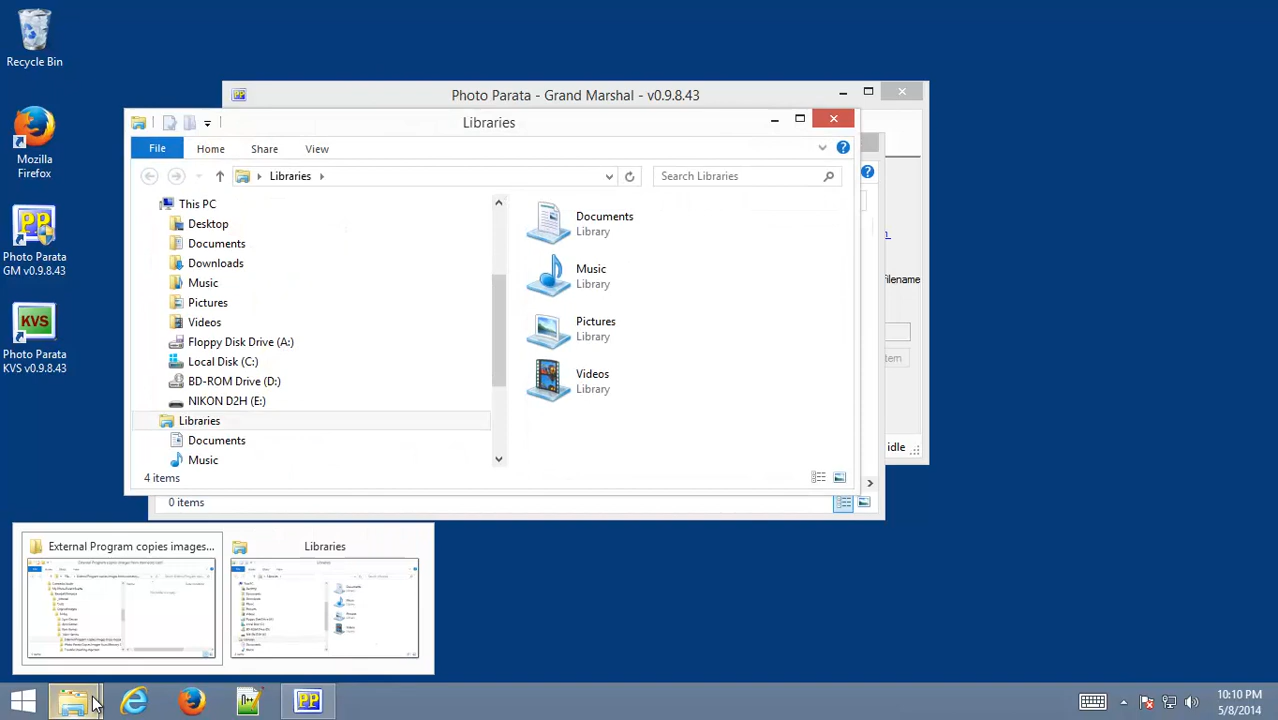 Recycle Bin
Mozilla
Firefox
PP
Photo Parata
GM v0.9.8.43
KVS
Photo Parata
KVS v0.9.8.43
Photo Parata - Grand Marshal - v0.9.8.43
Libraries
File
Home
Share
View
Libraries
Search Libraries
This PC
Desktop
Documents
Downloads
Music
Pictures
Videos
Floppy Disk Drive (A:)
Local Disk (C:)
BD-ROM Drive (D:)
NIKON D2H (E:)
Libraries
Documents
Music
Documents
Library
Music
Library
Pictures
Library
Videos
Library
4 items
0 items
filename
idle
External Program copies images...
Libraries
PP
10:10 PM
5/8/2014